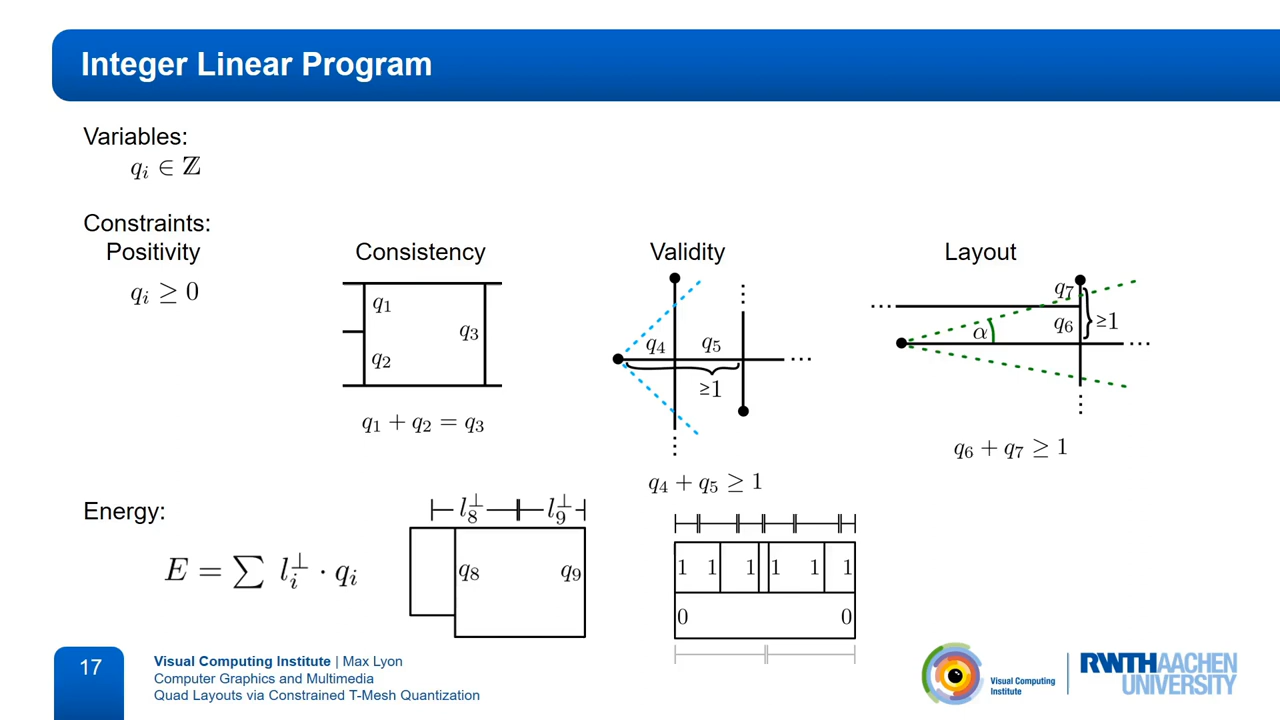 Integer Linear Program
Variables:
qᵢ ∈ ℤ
Constraints:
Positivity
qᵢ ≥ 0
Consistency
q₁
q₂
q₃
q₁ + q₂ = q₃
Validity
q₄
q₅
≥1
q₄ + q₅ ≥ 1
Layout
q₇
q₆
≥1
α
q₆ + q₇ ≥ 1
Energy:
E = ∑ lᵢ^⊥ · qᵢ
l₈^⊥ l₉^⊥
q₈ q₉
1 1 1 1 1 1
0 0
17
Visual Computing Institute | Max Lyon
Computer Graphics and Multimedia
Quad Layouts via Constrained T-Mesh Quantization
Visual Computing
Institute
RWTHAACHEN
UNIVERSITY